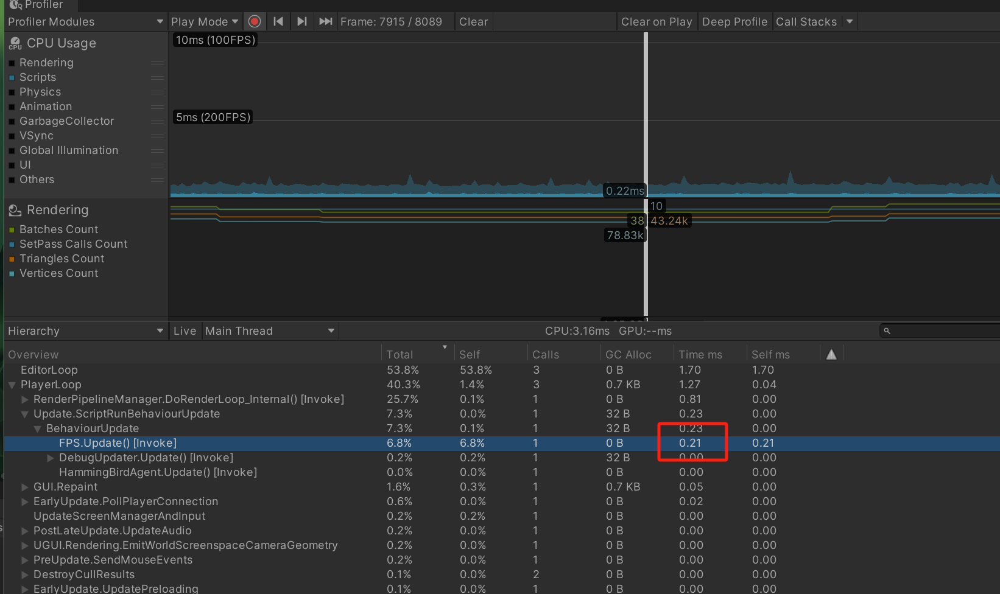 Profiler
Profiler Modules Play Mode Frame: 7915 / 8089 Clear Clear on Play Deep Profile Call Stacks
CPU CPU Usage
10ms (100FPS)
Rendering
Scripts
Physics
Animation
5ms (200FPS)
GarbageCollector
VSync
Global Illumination
UI
Others
0.22ms
Rendering
10
38 43.24k
Batches Count
78.83k
SetPass Calls Count
Triangles Count
Vertices Count
Hierarchy Live Main Thread CPU:3.16ms GPU:--ms
Overview Total Self Calls GC Alloc Time ms Self ms
EditorLoop 53.8% 53.8% 3 0 B 1.70 1.70
PlayerLoop 40.3% 1.4% 3 0.7 KB 1.27 0.04
RenderPipelineManager.DoRenderLoop_Internal() [Invoke] 25.7% 0.1% 1 0 B 0.81 0.00
Update.ScriptRunBehaviourUpdate 7.3% 0.0% 1 32 B 0.23 0.00
BehaviourUpdate 7.3% 0.1% 1 32 B 0.23 0.00
FPS.Update() [Invoke] 6.8% 6.8% 1 0 B 0.21 0.21
DebugUpdater.Update() [Invoke] 0.2% 0.2% 1 32 B 0.00 0.00
HammingBirdAgent.Update() [Invoke] 0.0% 0.0% 1 0 B 0.00 0.00
GUI.Repaint 1.6% 0.3% 1 0.7 KB 0.05 0.00
EarlyUpdate.PollPlayerConnection 0.6% 0.0% 1 0 B 0.02 0.00
UpdateScreenManagerAndInput 0.2% 0.2% 1 0 B 0.00 0.00
PostLateUpdate.UpdateAudio 0.2% 0.0% 1 0 B 0.00 0.00
UGUI.Rendering.EmitWorldScreenspaceCameraGeometry 0.2% 0.0% 1 0 B 0.00 0.00
PreUpdate.SendMouseEvents 0.2% 0.0% 1 0 B 0.00 0.00
DestroyCullResults 0.1% 0.0% 2 0 B 0.00 0.00
EarlyUpdate.UpdatePreloading 0.1% 0.0% 1 0 B 0.00 0.00